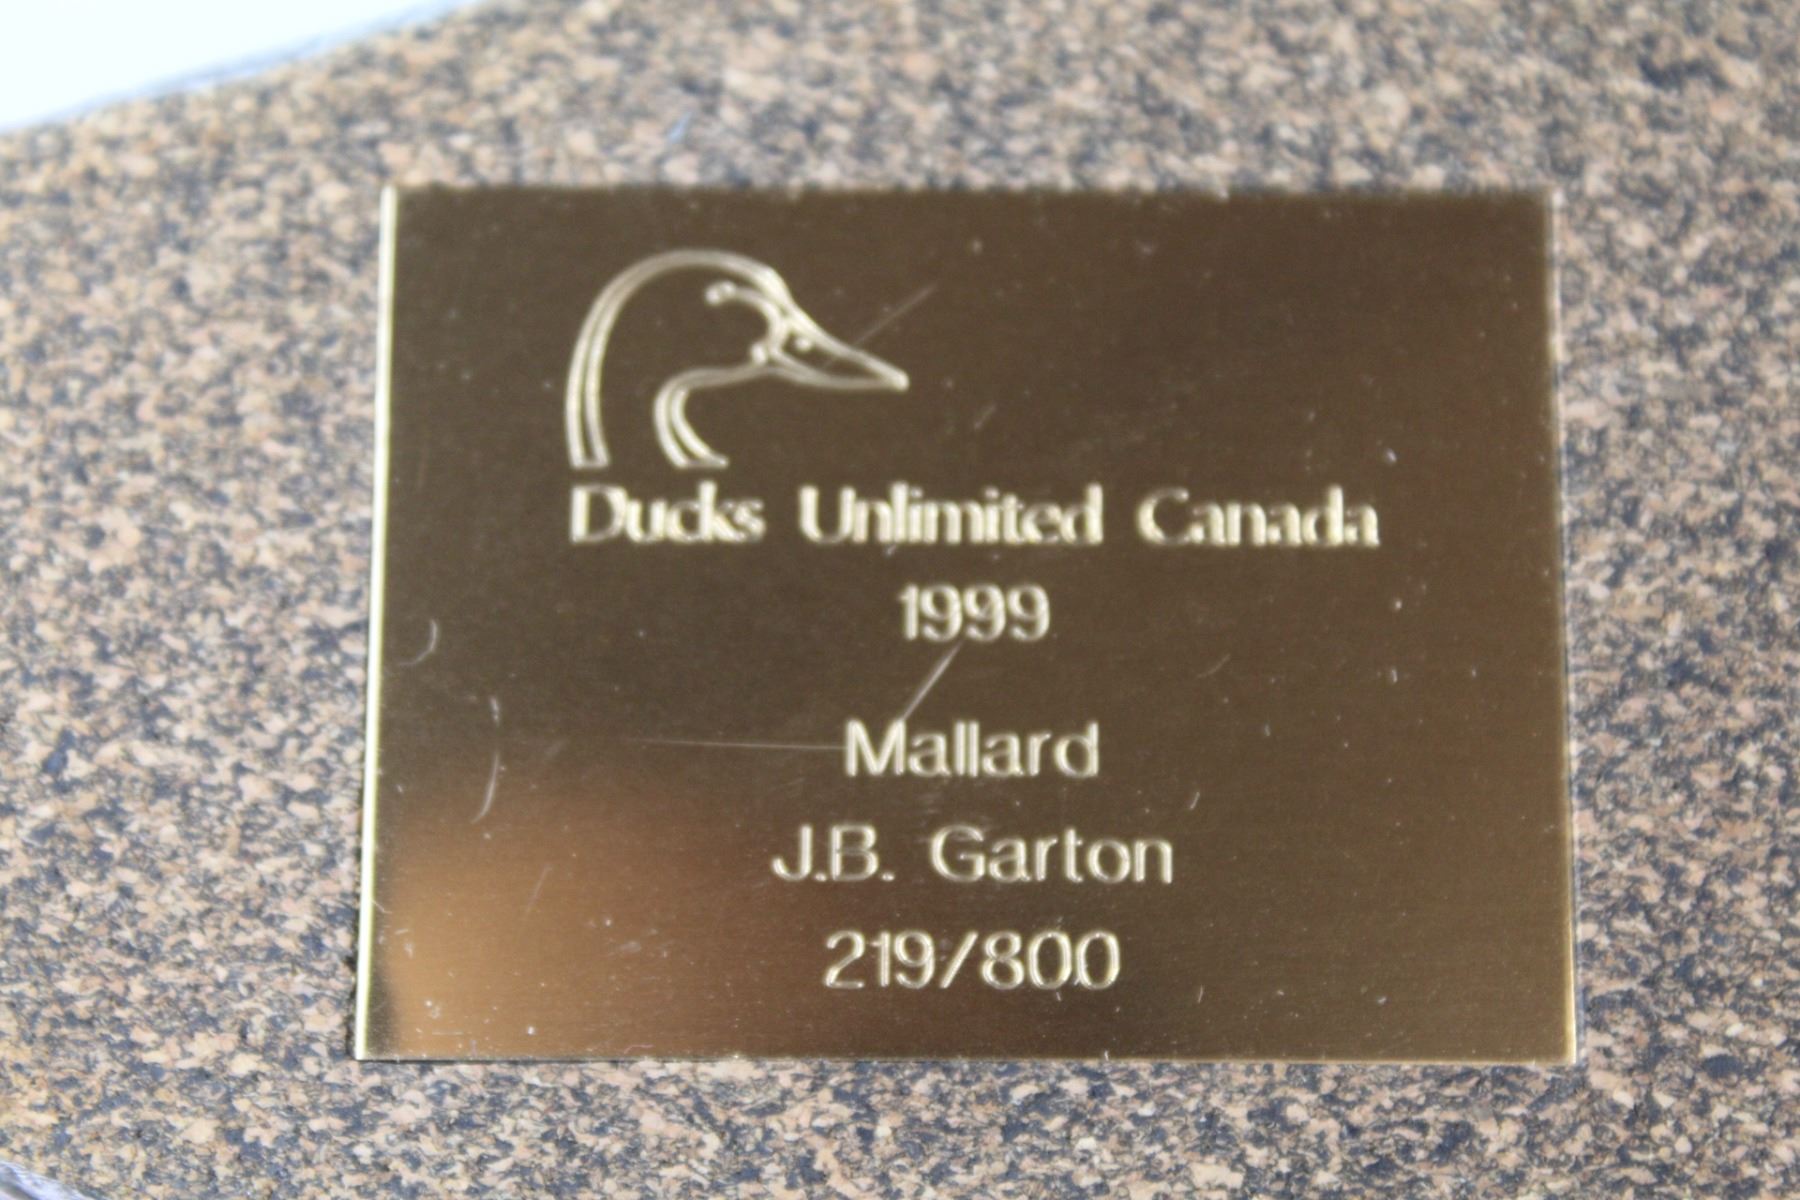 Ducks Unlimited Canada
1999
Mallard
J.B. Garton
219/800